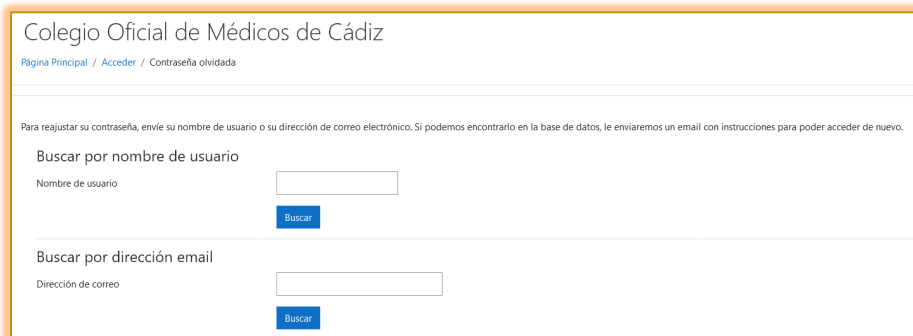 Colegio Oficial de Médicos de Cádiz
Página Principal / Acceder / Contraseña olvidada
Para reajustar su contraseña, envíe su nombre de usuario o su dirección de correo electrónico. Si podemos encontrarlo en la base de datos, le enviaremos un email con instrucciones para poder acceder de nuevo.
Buscar por nombre de usuario
Nombre de usuario
Buscar
Buscar por dirección email
Dirección de correo
Buscar